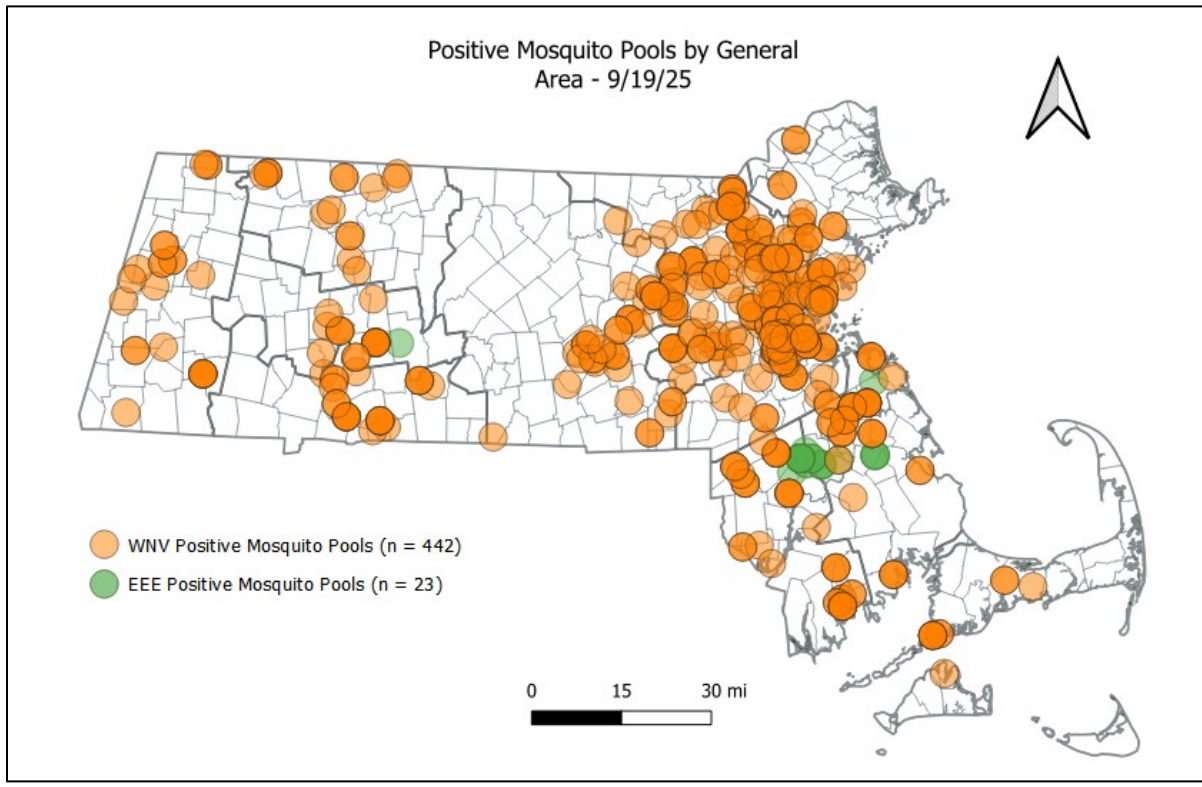 Positive Mosquito Pools by General
Area - 9/19/25
WNV Positive Mosquito Pools (n = 442)
EEE Positive Mosquito Pools (n = 23)
0 15 30 mi